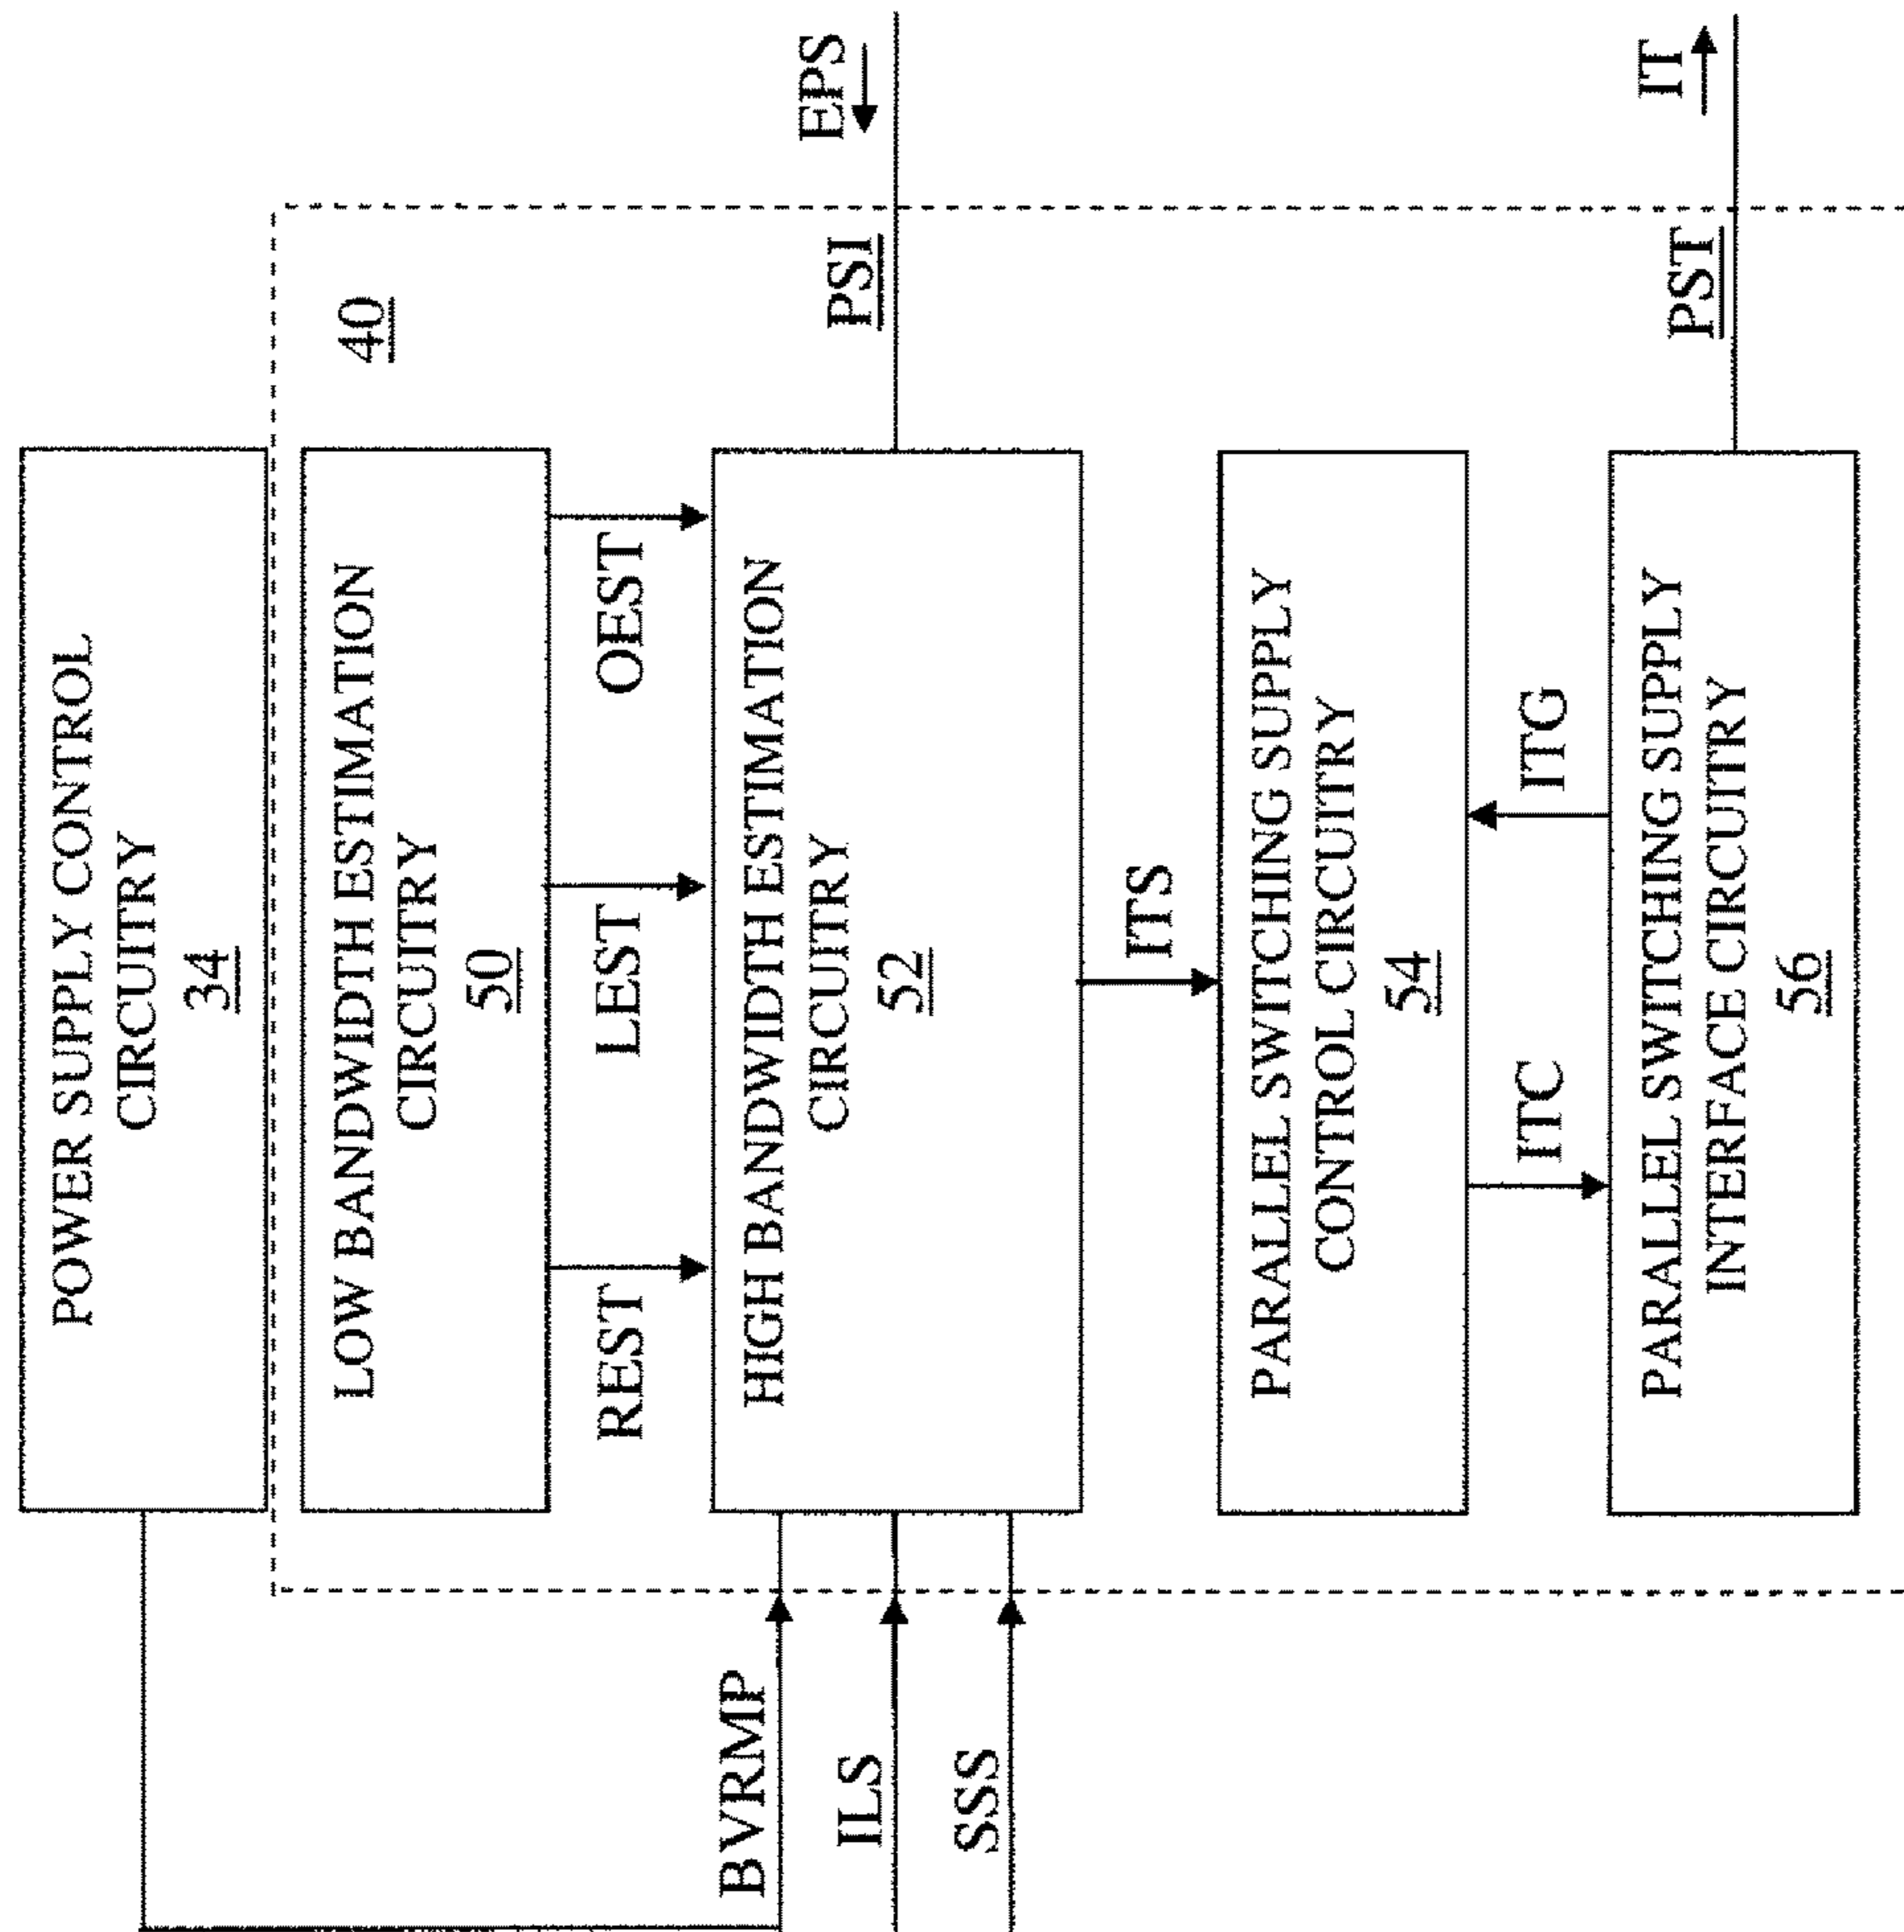 POWER SUPPLY CONTROL
CIRCUITRY
34
40
LOW BANDWIDTH ESTIMATION
CIRCUITRY
50
REST
LEST
OEST
BVRMP
ILS
SSS
HIGH BANDWIDTH ESTIMATION
CIRCUITRY
52
PSI
EPS
ITS
PARALLEL SWITCHING SUPPLY
CONTROL CIRCUITRY
54
ITC
ITG
PARALLEL SWITCHING SUPPLY
INTERFACE CIRCUITRY
56
PST
IT